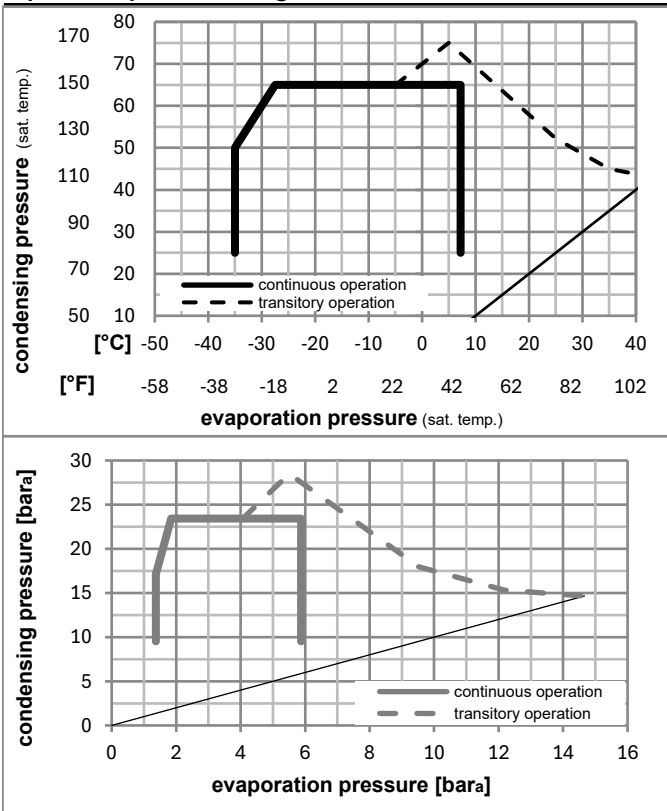 170 80
150 70
130 60
50
110 40
90 30
70 20
50 10
condensing pressure (sat. temp.)
continuous operation
transitory operation
[°C] -50 -40 -30 -20 -10 0 10 20 30 40
[°F] -58 -38 -18 2 22 42 62 82 102
evaporation pressure (sat. temp.)
condensing pressure [bara]
30
25
20
15
10
5
0
continuous operation
transitory operation
0 2 4 6 8 10 12 14 16
evaporation pressure [bara]